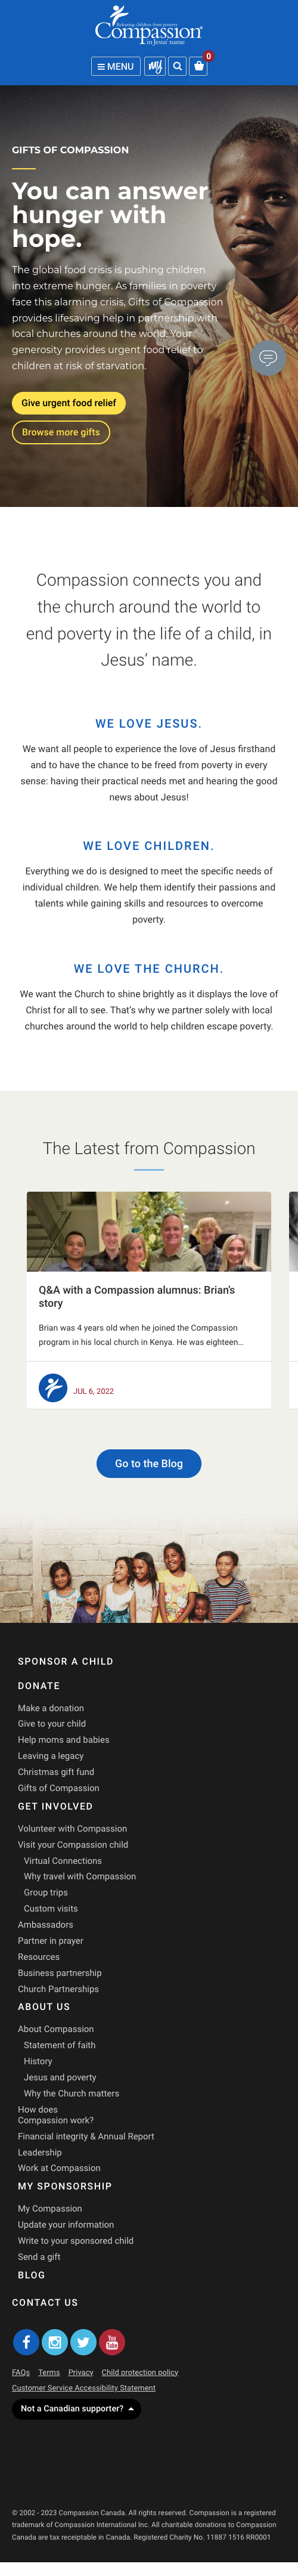 Releasing children from poverty
Compassion
in Jesus' name
MENU
my
0
GIFTS OF COMPASSION
You can answer
hunger with
hope.
The global food crisis is pushing children
into extreme hunger. As families in poverty
face this alarming crisis, Gifts of Compassion
provides lifesaving help in partnership with
local churches around the world. Your
generosity provides urgent food relief to
children at risk of starvation.
Give urgent food relief
Browse more gifts
Compassion connects you and
the church around the world to
end poverty in the life of a child, in
Jesus’ name.
WE LOVE JESUS.
We want all people to experience the love of Jesus firsthand
and to have the chance to be freed from poverty in every
sense: having their practical needs met and hearing the good
news about Jesus!
WE LOVE CHILDREN.
Everything we do is designed to meet the specific needs of
individual children. We help them identify their passions and
talents while gaining skills and resources to overcome
poverty.
WE LOVE THE CHURCH.
We want the Church to shine brightly as it displays the love of
Christ for all to see. That’s why we partner solely with local
churches around the world to help children escape poverty.
The Latest from Compassion
Q&A with a Compassion alumnus: Brian’s
story
Brian was 4 years old when he joined the Compassion
program in his local church in Kenya. He was eighteen...
JUL 6, 2022
Go to the Blog
SPONSOR A CHILD
DONATE
Make a donation
Give to your child
Help moms and babies
Leaving a legacy
Christmas gift fund
Gifts of Compassion
GET INVOLVED
Volunteer with Compassion
Visit your Compassion child
Virtual Connections
Why travel with Compassion
Group trips
Custom visits
Ambassadors
Partner in prayer
Resources
Business partnership
Church Partnerships
ABOUT US
About Compassion
Statement of faith
History
Jesus and poverty
Why the Church matters
How does
Compassion work?
Financial integrity & Annual Report
Leadership
Work at Compassion
MY SPONSORSHIP
My Compassion
Update your information
Write to your sponsored child
Send a gift
BLOG
CONTACT US
You Tube
FAQs Terms Privacy Child protection policy
Customer Service Accessibility Statement
Not a Canadian supporter?
© 2002 - 2023 Compassion Canada. All rights reserved. Compassion is a registered
trademark of Compassion International Inc. All charitable donations to Compassion
Canada are tax receiptable in Canada. Registered Charity No. 11887 1516 RR0001